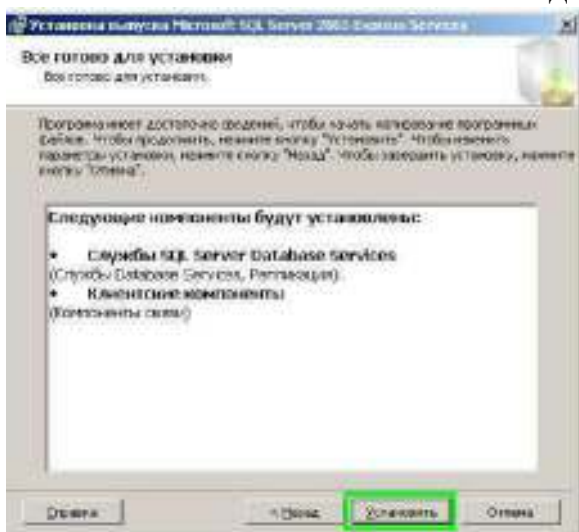 Установка выпуска Microsoft SQL Server 2005 Express Services
Все готово для установки
Все готово для установки.
Программа имеет достаточно сведений, чтобы начать копирование программных
файлов. Чтобы продолжить, нажмите кнопку "Установить". Чтобы изменить
параметры установки, нажмите кнопку "Назад". Чтобы завершить установку, нажмите
кнопку "Отмена".
Следующие компоненты будут установлены:
• Службы SQL Server Database Services
(Службы Database Services, Репликация)
• Клиентские компоненты
(Компоненты связи)
Справка
< Назад
Установить
Отмена